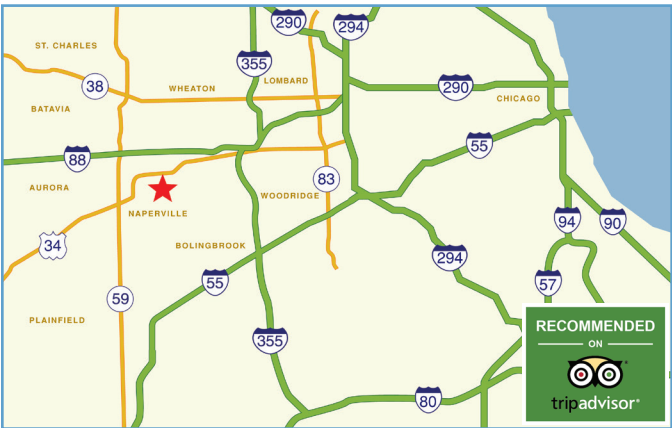 290
294
ST. CHARLES
355
38
WHEATON
LOMBARD
290
CHICAGO
BATAVIA
55
88
AURORA
83
WOODRIDGE
NAPERVILLE
94
90
34
BOLINGBROOK
294
55
57
59
PLAINFIELD
355
80
RECOMMENDED
ON
tripadvisor®